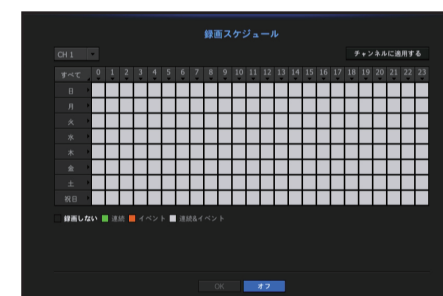 録画スケジュール
CH 1 チャンネルに適用する
すべて 0 1 2 3 4 5 6 7 8 9 10 11 12 13 14 15 16 17 18 19 20 21 22 23
日
月
火
水
木
金
土
祝日
録画しない 連続 イベント 連続&イベント
OK オフ